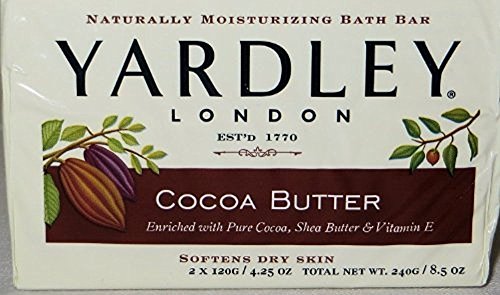 NATURALLY MOISTURIZING BATH BAR
YARDLEY®
LONDON
EST'D 1770
COCOA BUTTER
Enriched with Pure Cocoa, Shea Butter & Vitamin E
SOFTENS DRY SKIN
2 X 120G / 4.25 OZ TOTAL NET WT. 240G / 8.5 OZ